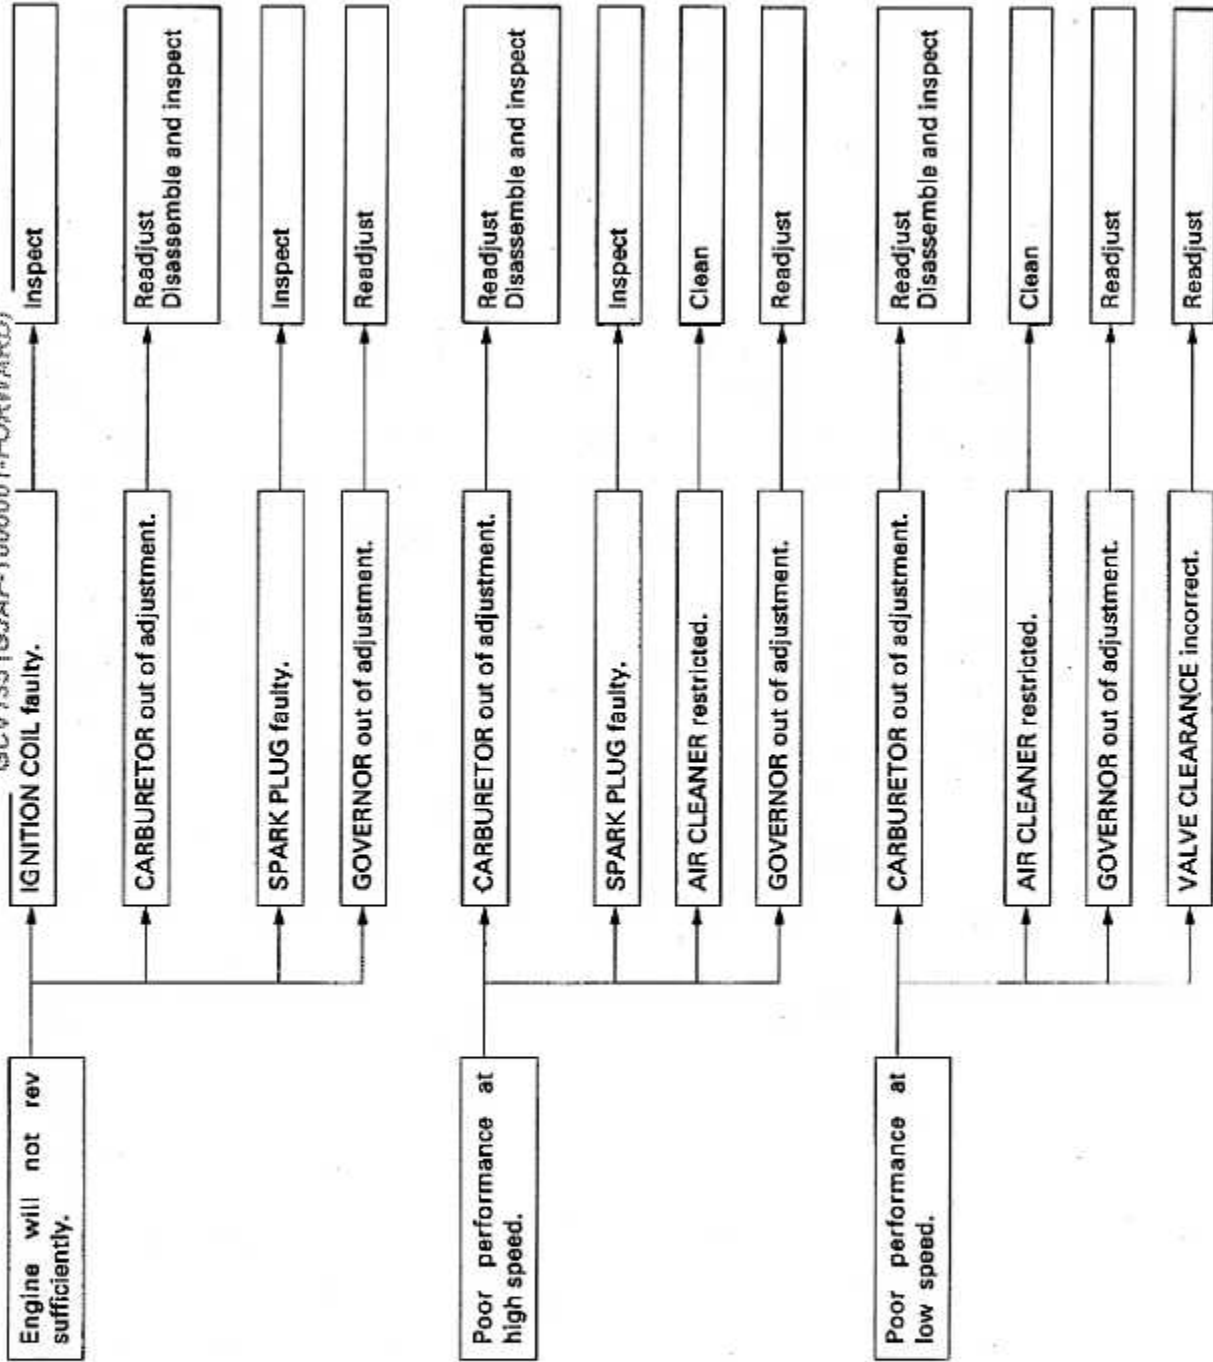 Engine will not rev
sufficiently.
IGNITION COIL faulty.
Inspect
CARBURETOR out of adjustment.
Readjust
Disassemble and inspect
SPARK PLUG faulty.
Inspect
GOVERNOR out of adjustment.
Readjust
Poor performance at
high speed.
CARBURETOR out of adjustment.
Readjust
Disassemble and inspect
SPARK PLUG faulty.
Inspect
AIR CLEANER restricted.
Clean
GOVERNOR out of adjustment.
Readjust
Poor performance at
low speed.
CARBURETOR out of adjustment.
Readjust
Disassemble and inspect
AIR CLEANER restricted.
Clean
GOVERNOR out of adjustment.
Readjust
VALVE CLEARANCE incorrect.
Readjust